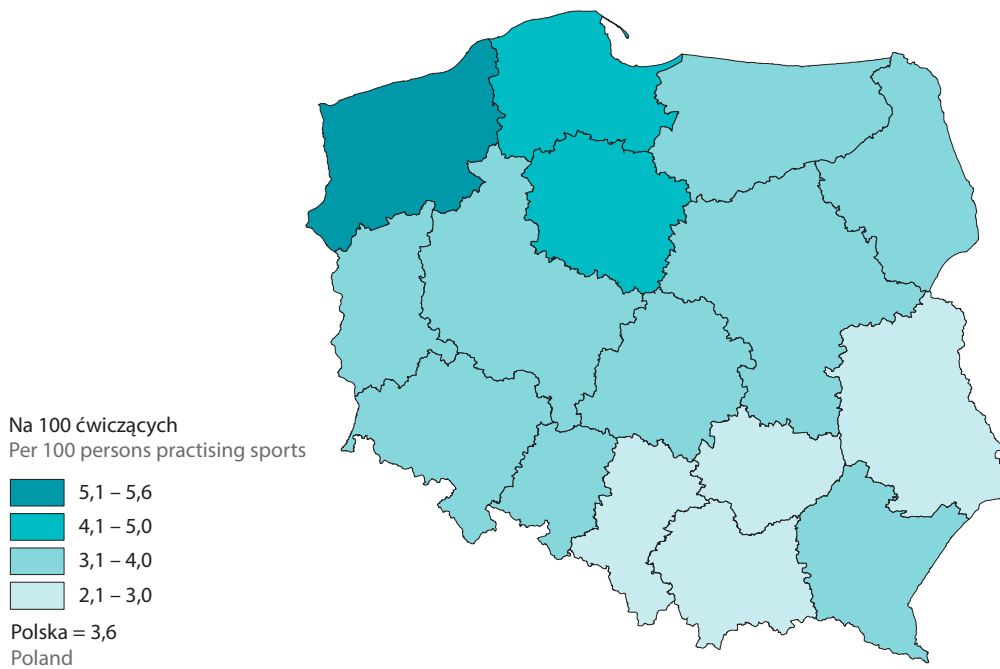 Na 100 ćwiczących
Per 100 persons practising sports
5,1 – 5,6
4,1 – 5,0
3,1 – 4,0
2,1 – 3,0
Polska = 3,6
Poland